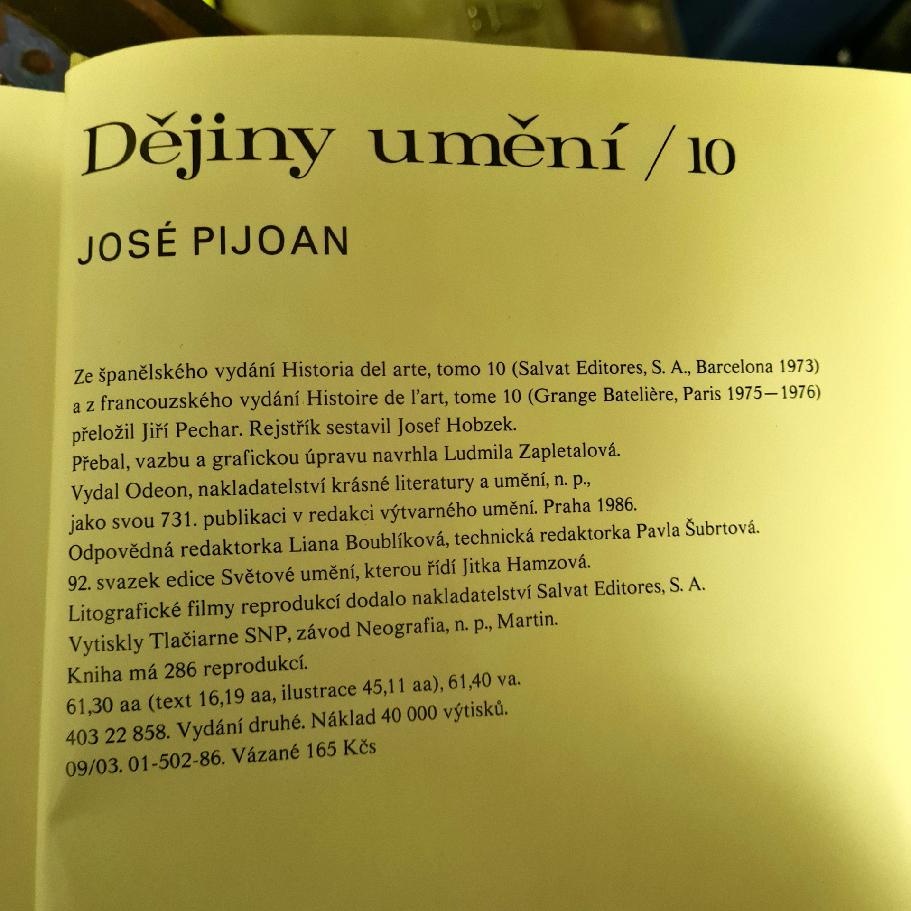 Dějiny umění / 10
JOSÉ PIJOAN
Ze španělského vydání Historia del arte, tomo 10 (Salvat Editores, S. A., Barcelona 1973)
a z francouzského vydání Histoire de l'art, tome 10 (Grange Batelière, Paris 1975—1976)
přeložil Jiří Pechar. Rejstřík sestavil Josef Hobzek.
Přebal, vazbu a grafickou úpravu navrhla Ludmila Zapletalová.
Vydal Odeon, nakladatelství krásné literatury a umění, n. p.,
jako svou 731. publikaci v redakci výtvarného umění. Praha 1986.
Odpovědná redaktorka Liana Boublíková, technická redaktorka Pavla Šubrtová.
92. svazek edice Světové umění, kterou řídí Jitka Hamzová.
Litografické filmy reprodukcí dodalo nakladatelství Salvat Editores, S. A.
Vytiskly Tlačiarne SNP, závod Neografia, n. p., Martin.
Kniha má 286 reprodukcí.
61,30 aa (text 16,19 aa, ilustrace 45,11 aa), 61,40 va.
403 22 858. Vydání druhé. Náklad 40 000 výtisků.
09/03. 01-502-86. Vázané 165 Kčs